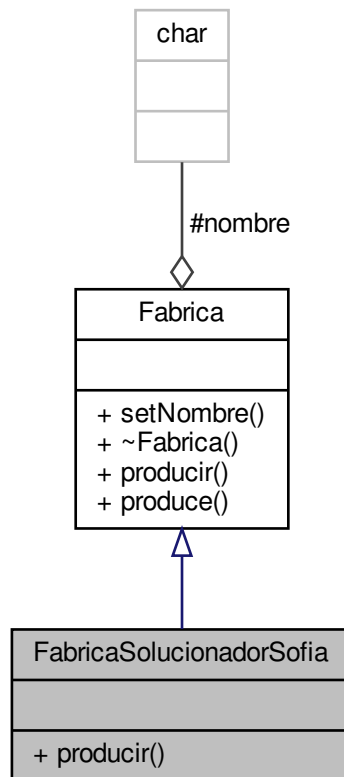 char
#nombre
Fabrica
+ setNombre()
+ ~Fabrica()
+ producir()
+ produce()
FabricaSolucionadorSofia
+ producir()